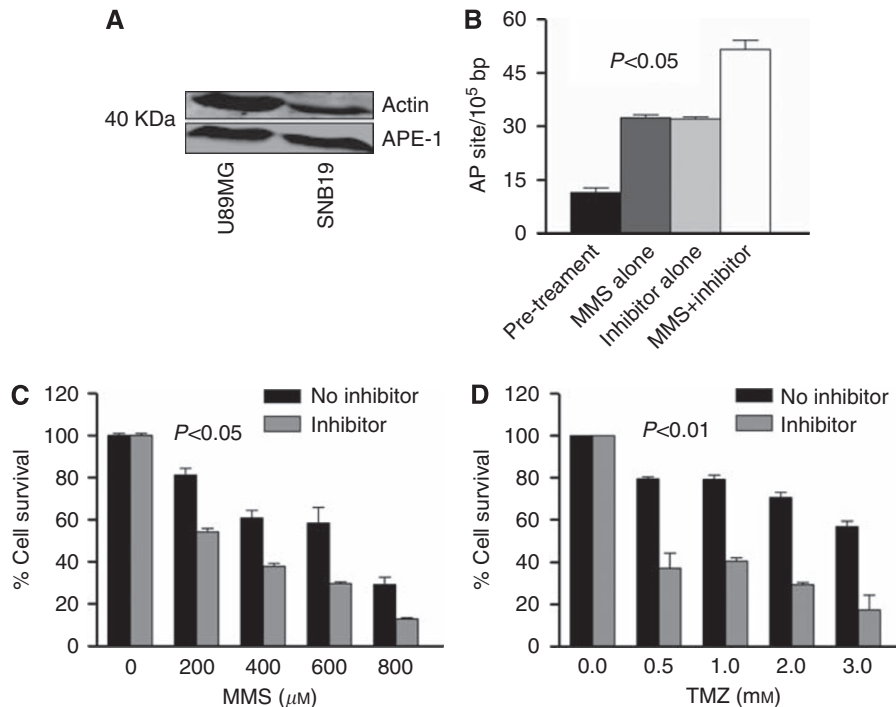 A
40 KDa
Actin
APE-1
U89MG
SNB19
B
AP site/10⁵ bp
60
45
30
15
0
P<0.05
Pre-treament
MMS alone
Inhibitor alone
MMS+inhibitor
C
% Cell survival
120
100
80
60
40
20
0
No inhibitor
Inhibitor
P<0.05
0 200 400 600 800
MMS (μM)
D
% Cell survival
120
100
80
60
40
20
0
No inhibitor
Inhibitor
P<0.01
0.0 0.5 1.0 2.0 3.0
TMZ (mM)